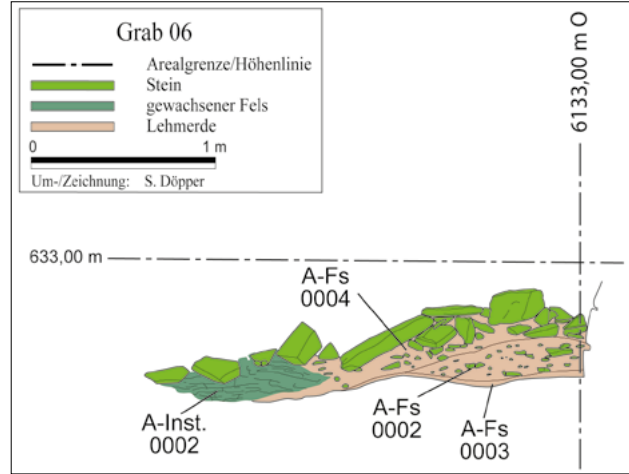 Grab 06
Arealgrenze/Höhenlinie
Stein
gewachsener Fels
Lehmerde
0 1 m
Um-/Zeichnung: S. Döpper
6133,00 m O
633,00 m
A-Fs
0004
A-Inst.
0002
A-Fs
0002
A-Fs
0003